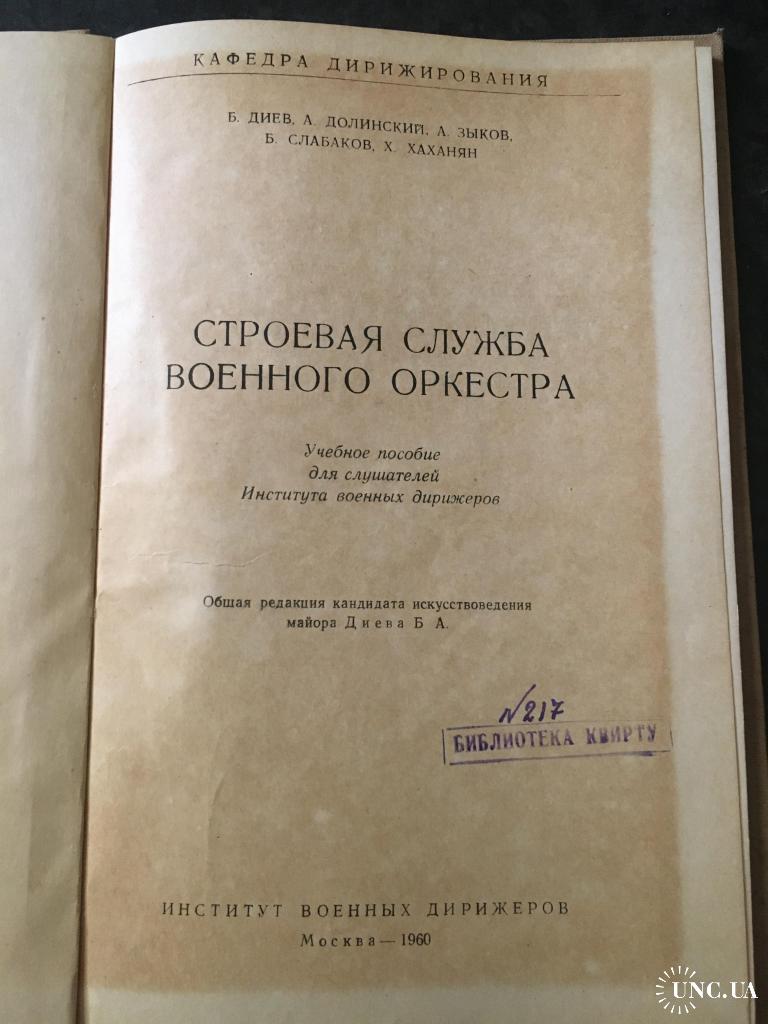 КАФЕДРА ДИРИЖИРОВАНИЯ
Б. ДИЕВ, А. ДОЛИНСКИЙ, А. ЗЫКОВ,
Б. СЛАБАКОВ, Х. ХАХАНЯН
СТРОЕВАЯ СЛУЖБА
ВОЕННОГО ОРКЕСТРА
Учебное пособие
для слушателей
Института военных дирижеров
Общая редакция кандидата искусствоведения
майора Диева Б А.
№217
БИБЛИОТЕКА КВИРТУ
ИНСТИТУТ ВОЕННЫХ ДИРИЖЕРОВ
Москва — 1960
UNC.UA